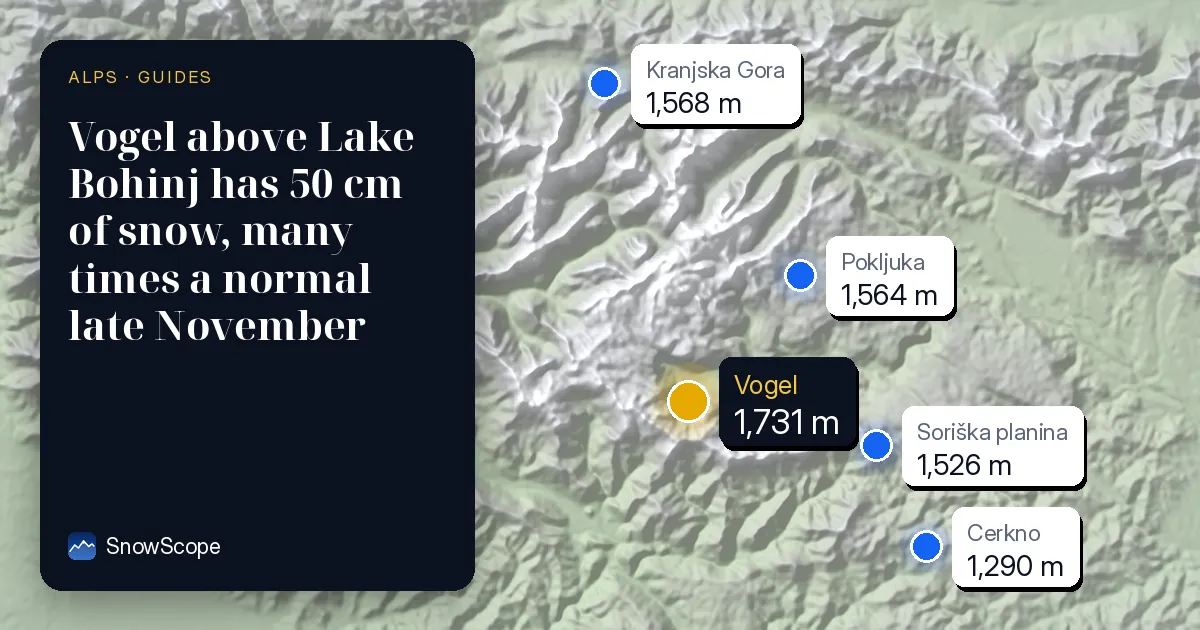 ALPS · GUIDES
Vogel above Lake
Bohinj has 50 cm
of snow, many
times a normal
late November
SnowScope
Kranjska Gora
1,568 m
Pokljuka
1,564 m
Vogel
1,731 m
Soriška planina
1,526 m
Cerkno
1,290 m